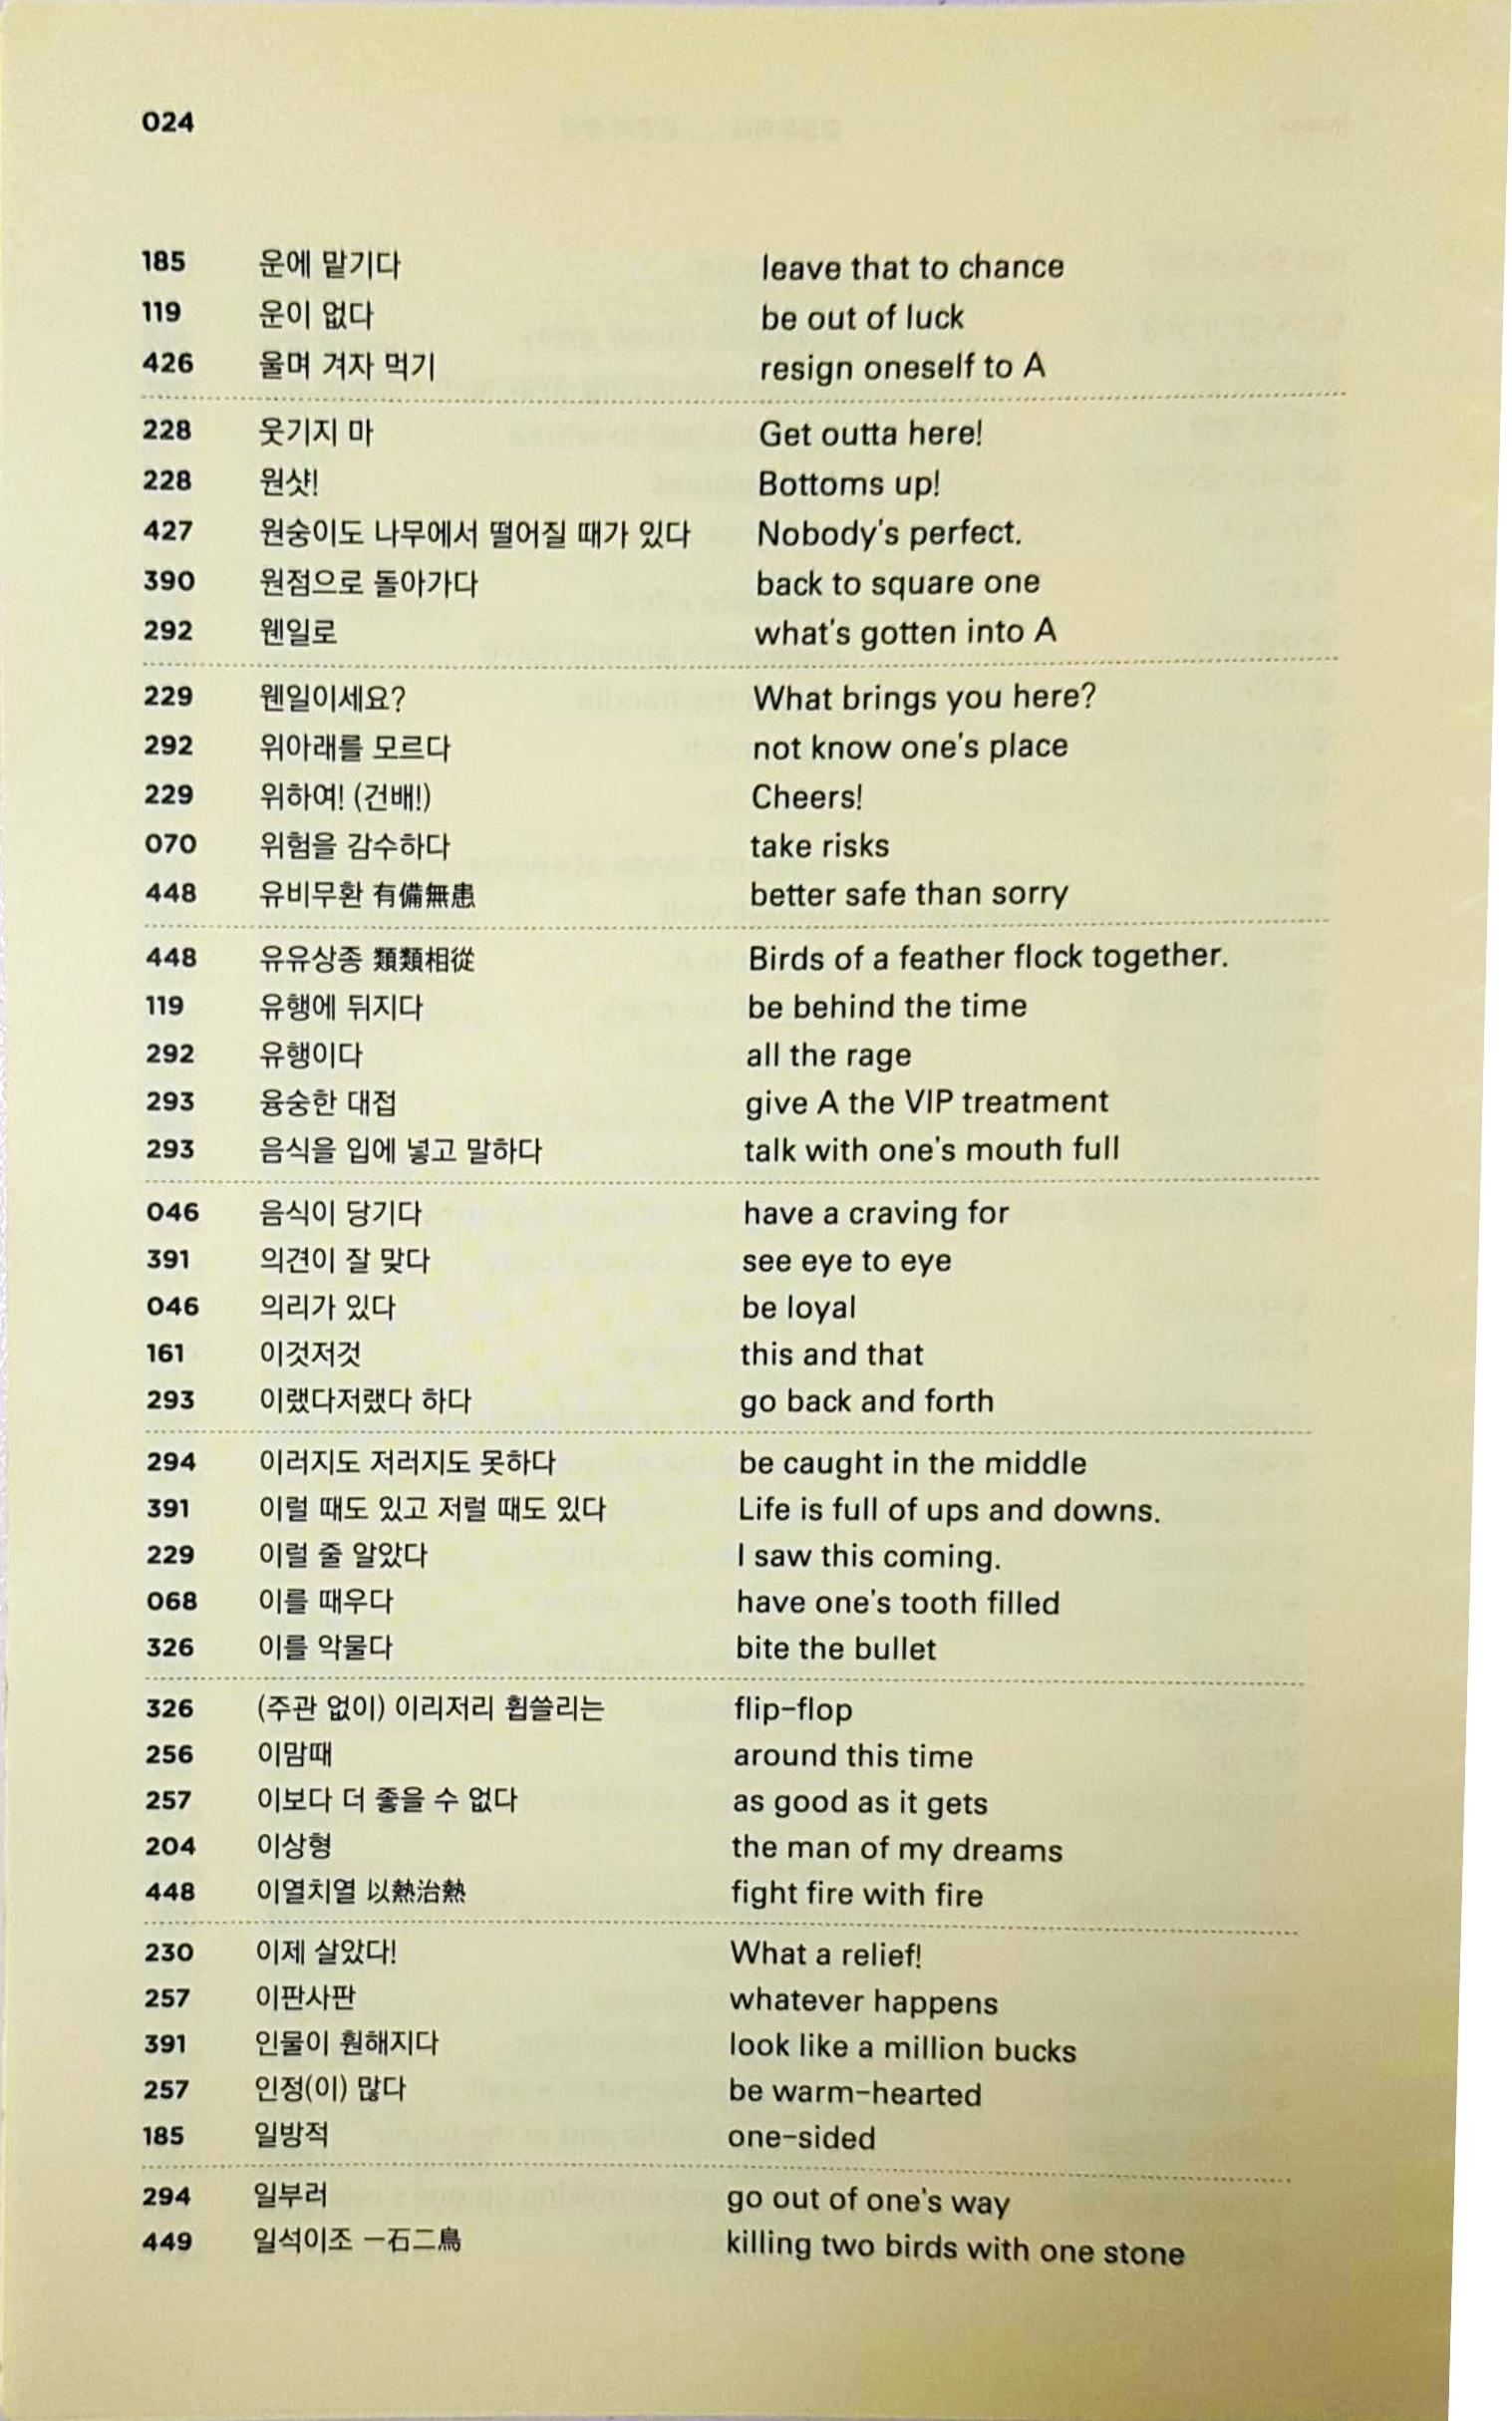 024
185 운에 맡기다 leave that to chance
119 운이 없다 be out of luck
426 울며 겨자 먹기 resign oneself to A
228 웃기지 마 Get outta here!
228 원샷! Bottoms up!
427 원숭이도 나무에서 떨어질 때가 있다 Nobody's perfect.
390 원점으로 돌아가다 back to square one
292 웬일로 what's gotten into A
229 웬일이세요? What brings you here?
292 위아래를 모르다 not know one's place
229 위하여! (건배!) Cheers!
070 위험을 감수하다 take risks
448 유비무환 有備無患 better safe than sorry
448 유유상종 類類相從 Birds of a feather flock together.
119 유행에 뒤지다 be behind the time
292 유행이다 all the rage
293 융숭한 대접 give A the VIP treatment
293 음식을 입에 넣고 말하다 talk with one's mouth full
046 음식이 당기다 have a craving for
391 의견이 잘 맞다 see eye to eye
046 의리가 있다 be loyal
161 이것저것 this and that
293 이랬다저랬다 하다 go back and forth
294 이러지도 저러지도 못하다 be caught in the middle
391 이럴 때도 있고 저럴 때도 있다 Life is full of ups and downs.
229 이럴 줄 알았다 I saw this coming.
068 이를 때우다 have one's tooth filled
326 이를 악물다 bite the bullet
326 (주관 없이) 이리저리 휩쓸리는 flip-flop
256 이맘때 around this time
257 이보다 더 좋을 수 없다 as good as it gets
204 이상형 the man of my dreams
448 이열치열 以熱治熱 fight fire with fire
230 이제 살았다! What a relief!
257 이판사판 whatever happens
391 인물이 훤해지다 look like a million bucks
257 인정(이) 많다 be warm-hearted
185 일방적 one-sided
294 일부러 go out of one's way
449 일석이조 一石二鳥 killing two birds with one stone